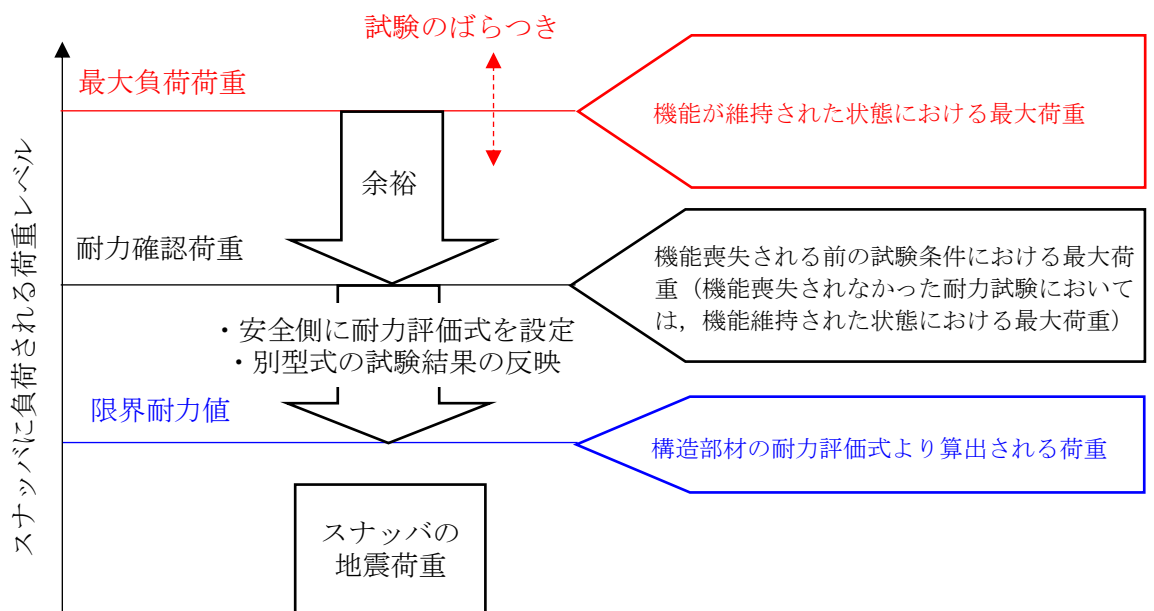 試験のばらつき
最大負荷荷重
機能が維持された状態における最大荷重
余裕
スナッバに負荷される荷重レベル
耐力確認荷重
機能喪失される前の試験条件における最大荷
重（機能喪失されなかった耐力試験において
は，機能維持された状態における最大荷重）
・安全側に耐力評価式を設定
・別型式の試験結果の反映
限界耐力値
構造部材の耐力評価式より算出される荷重
スナッバの
地震荷重